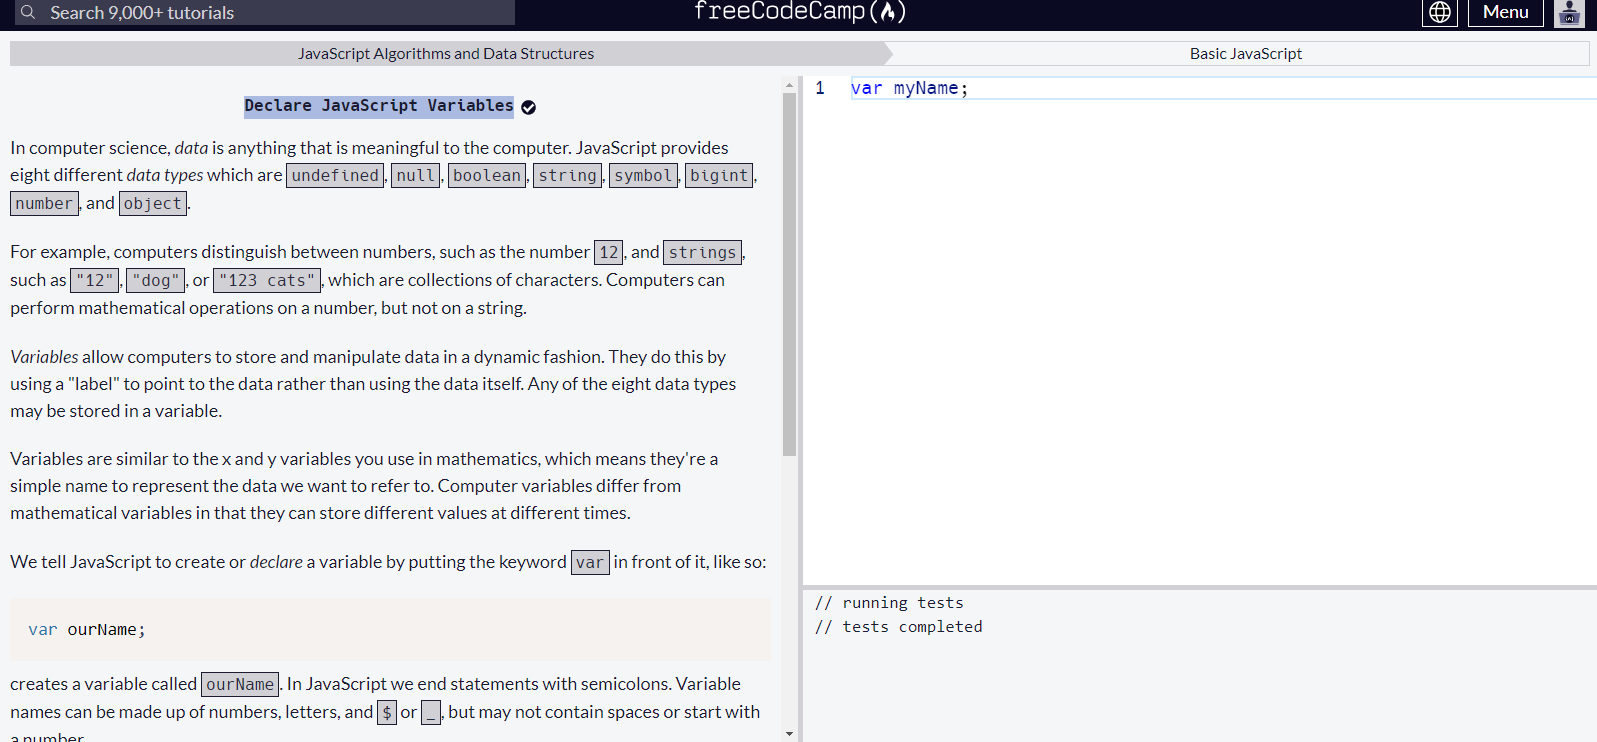 Search 9,000+ tutorials
freeCodeCamp
Menu
JavaScript Algorithms and Data Structures
Basic JavaScript
Declare JavaScript Variables
In computer science, data is anything that is meaningful to the computer. JavaScript provides
eight different data types which are undefined, null, boolean, string, symbol, bigint,
number, and object.
For example, computers distinguish between numbers, such as the number 12, and strings,
such as "12", "dog", or "123 cats", which are collections of characters. Computers can
perform mathematical operations on a number, but not on a string.
Variables allow computers to store and manipulate data in a dynamic fashion. They do this by
using a "label" to point to the data rather than using the data itself. Any of the eight data types
may be stored in a variable.
Variables are similar to the x and y variables you use in mathematics, which means they're a
simple name to represent the data we want to refer to. Computer variables differ from
mathematical variables in that they can store different values at different times.
We tell JavaScript to create or declare a variable by putting the keyword var in front of it, like so:
var ourName;
creates a variable called ourName. In JavaScript we end statements with semicolons. Variable
names can be made up of numbers, letters, and $ or _, but may not contain spaces or start with
a number
1 var myName;
// running tests
// tests completed